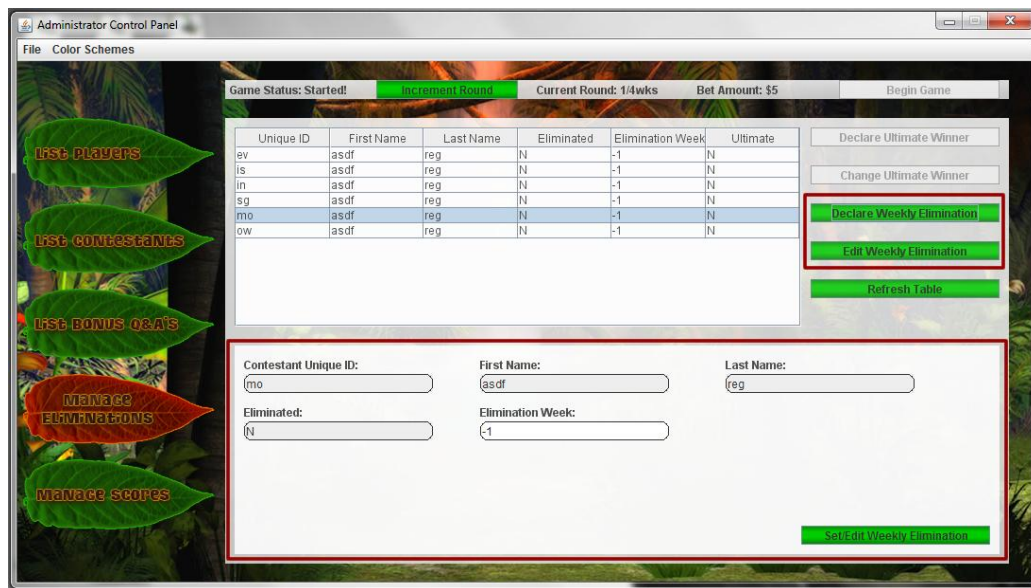 Administrator Control Panel
File Color Schemes
Game Status: Started! Increment Round Current Round: 1/4wks Bet Amount: $5 Begin Game
List Players
List Contestants
List Bonus Q&A's
Manage
Eliminations
Manage Scores
Unique ID First Name Last Name Eliminated Elimination Week Ultimate
ev asdf reg N -1 N
is asdf reg N -1 N
in asdf reg N -1 N
sg asdf reg N -1 N
mo asdf reg N -1 N
ow asdf reg N -1 N
Declare Ultimate Winner
Change Ultimate Winner
Declare Weekly Elimination
Edit Weekly Elimination
Refresh Table
Contestant Unique ID: First Name: Last Name:
mo asdf reg
Eliminated: Elimination Week:
N -1
Set/Edit Weekly Elimination